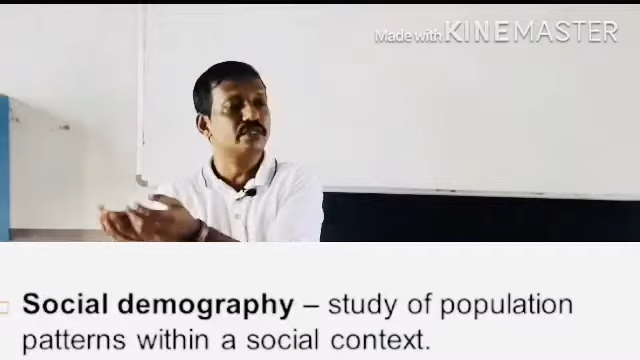 Made with KINEMASTER
Social demography – study of population
patterns within a social context.